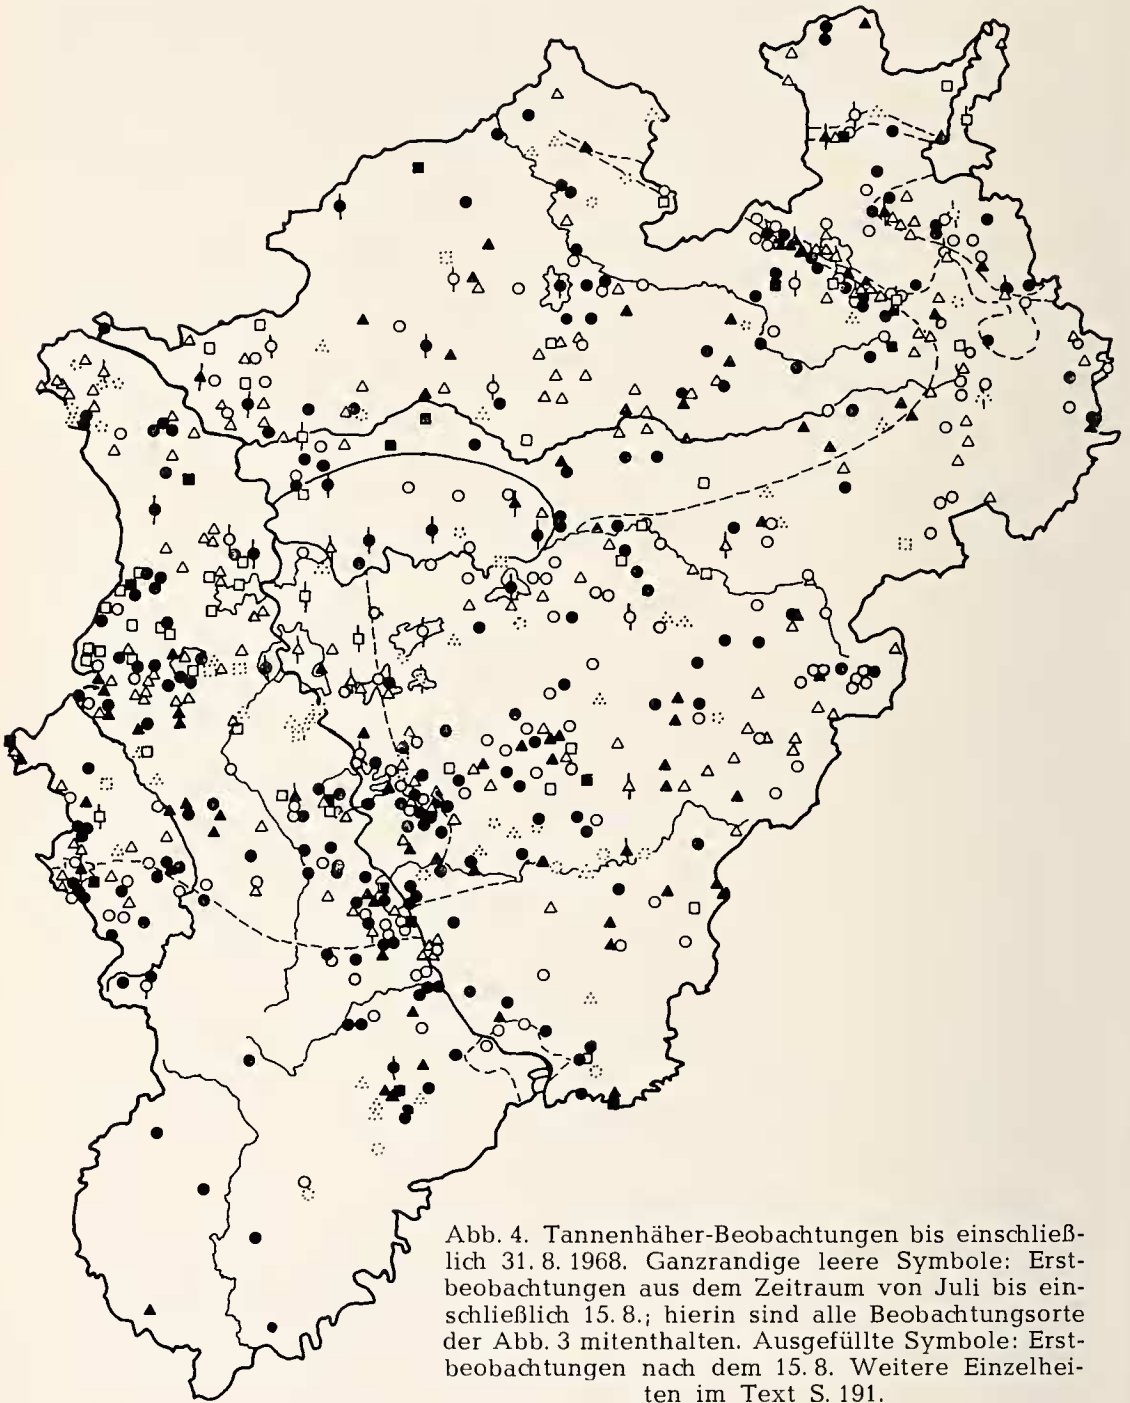 Abb. 4. Tannenhäher-Beobachtungen bis einschließ-
lich 31. 8. 1968. Ganzrandige leere Symbole: Erst-
beobachtungen aus dem Zeitraum von Juli bis ein-
schließlich 15. 8.; hierin sind alle Beobachtungsorte
der Abb. 3 mitenthalten. Ausgefüllte Symbole: Erst-
beobachtungen nach dem 15. 8. Weitere Einzelhei-
ten im Text S. 191.